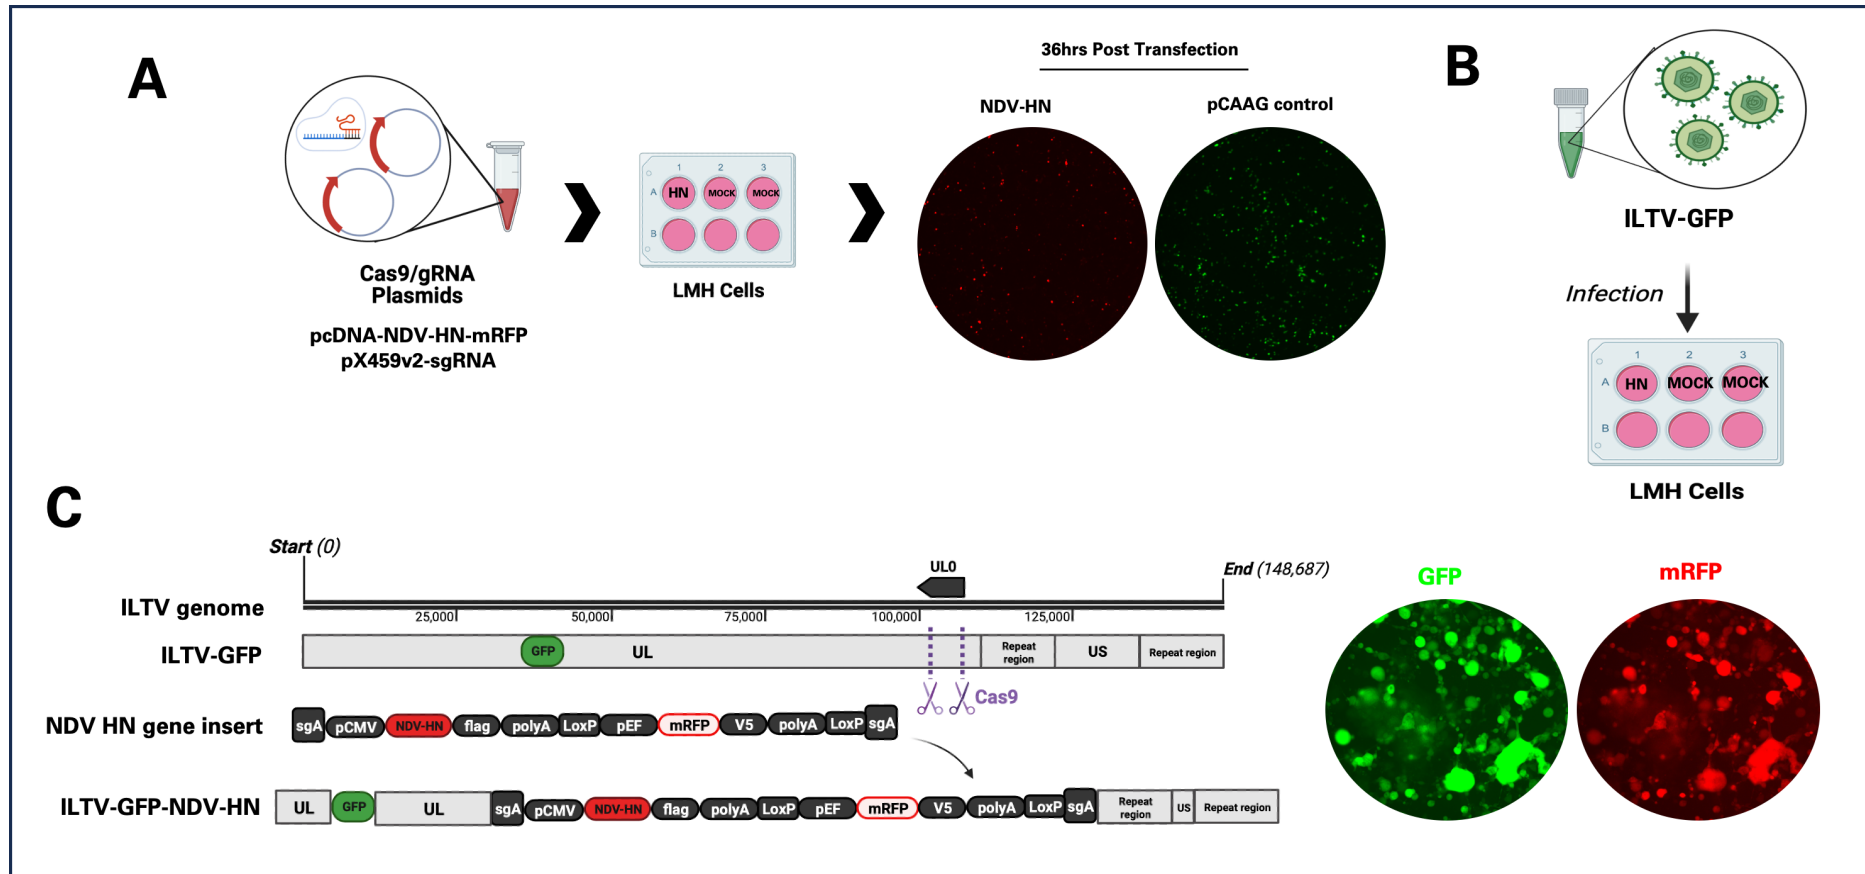 A
Cas9/gRNA
Plasmids
pcDNA-NDV-HN-mRFP
pX459v2-sgRNA
1 2 3
A HN MOCK MOCK
B
LMH Cells
36hrs Post Transfection
NDV-HN pCAAG control
B
ILTV-GFP
Infection
1 2 3
A HN MOCK MOCK
B
LMH Cells
C
Start (0)
UL0
End (148,687)
ILTV genome
25,000 50,000 75,000 100,000 125,000
ILTV-GFP
GFP UL Repeat region US Repeat region
Cas9
NDV HN gene insert
sgA pCMV NDV-HN flag polyA LoxP pEF mRFP V5 polyA LoxP sgA
ILTV-GFP-NDV-HN
UL GFP UL sgA pCMV NDV-HN flag polyA LoxP pEF mRFP V5 polyA LoxP sgA Repeat region US Repeat region
GFP mRFP